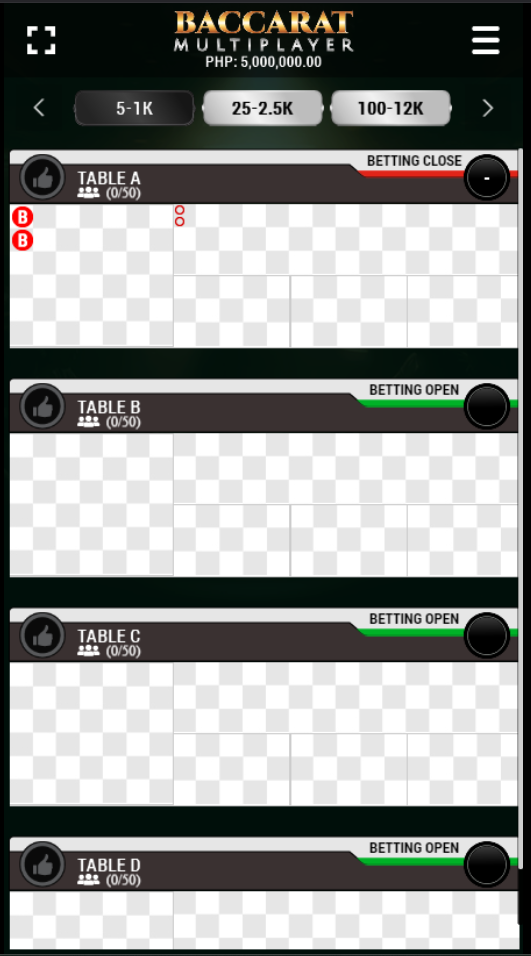 BACCARAT
MULTIPLAYER
PHP: 5,000,000.00
5-1K
25-2.5K
100-12K
BETTING CLOSE
TABLE A
(0/50)
-
B
B
BETTING OPEN
TABLE B
(0/50)
BETTING OPEN
TABLE C
(0/50)
BETTING OPEN
TABLE D
(0/50)